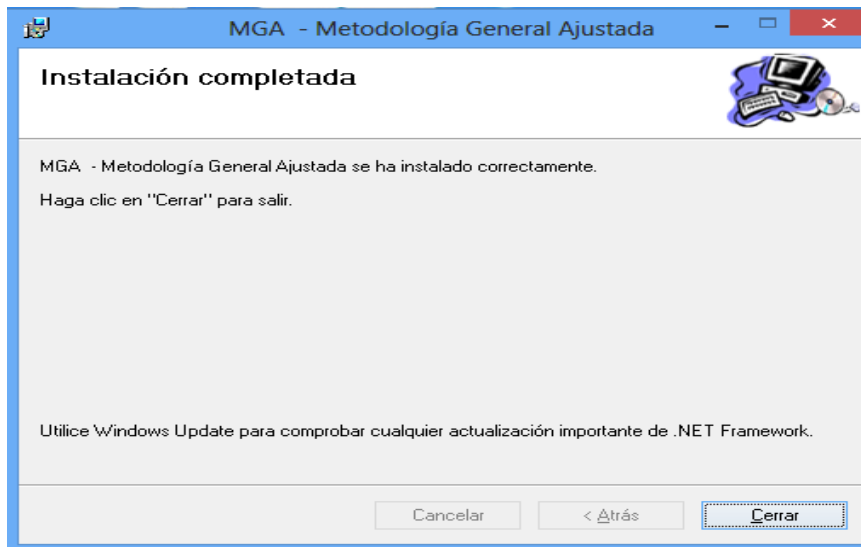 MGA - Metodología General Ajustada
Instalación completada
MGA - Metodología General Ajustada se ha instalado correctamente.
Haga clic en "Cerrar" para salir.
Utilice Windows Update para comprobar cualquier actualización importante de .NET Framework.
Cancelar
< Atrás
Cerrar